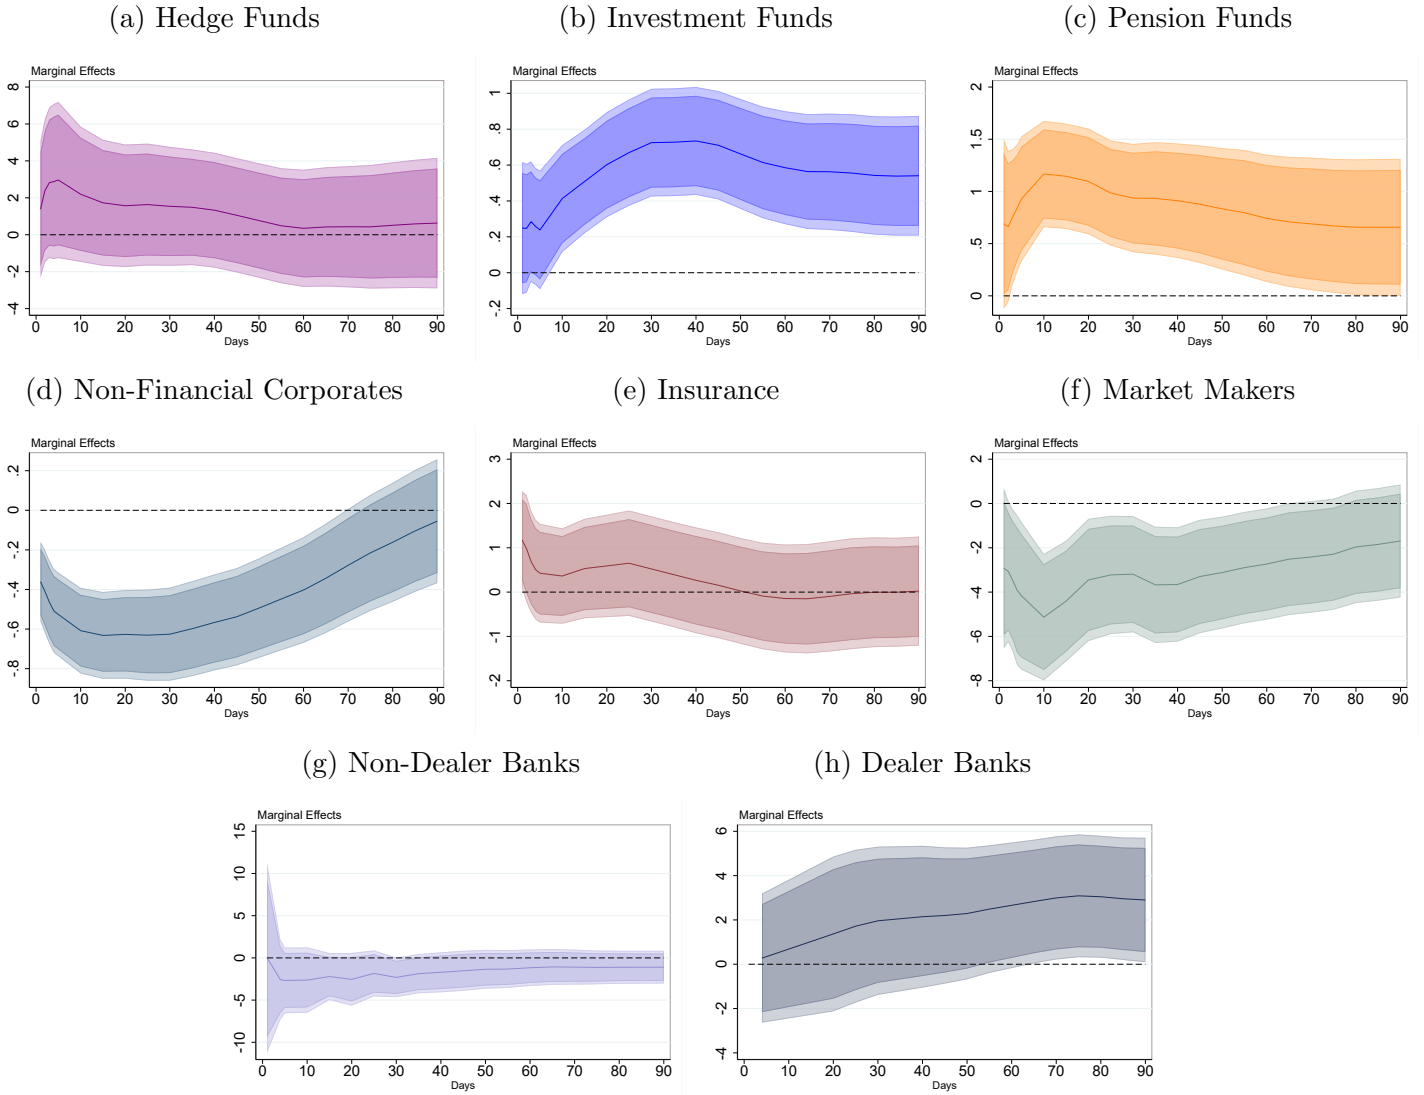 (a) Hedge Funds
(b) Investment Funds
(c) Pension Funds
Marginal Effects
8
6
4
2
0
-2
-4
0 10 20 30 40 50 60 70 80 90
Days
Marginal Effects
1
.8
.6
.4
.2
0
-.2
0 10 20 30 40 50 60 70 80 90
Days
Marginal Effects
2
1.5
1
.5
0
0 10 20 30 40 50 60 70 80 90
Days
(d) Non-Financial Corporates
(e) Insurance
(f) Market Makers
Marginal Effects
.2
0
-.2
-.4
-.6
-.8
0 10 20 30 40 50 60 70 80 90
Days
Marginal Effects
3
2
1
0
-1
-2
0 10 20 30 40 50 60 70 80 90
Days
Marginal Effects
2
0
-2
-4
-6
-8
0 10 20 30 40 50 60 70 80 90
Days
(g) Non-Dealer Banks
(h) Dealer Banks
Marginal Effects
15
10
5
0
-5
-10
0 10 20 30 40 50 60 70 80 90
Days
Marginal Effects
6
4
2
0
-2
-4
0 10 20 30 40 50 60 70 80 90
Days